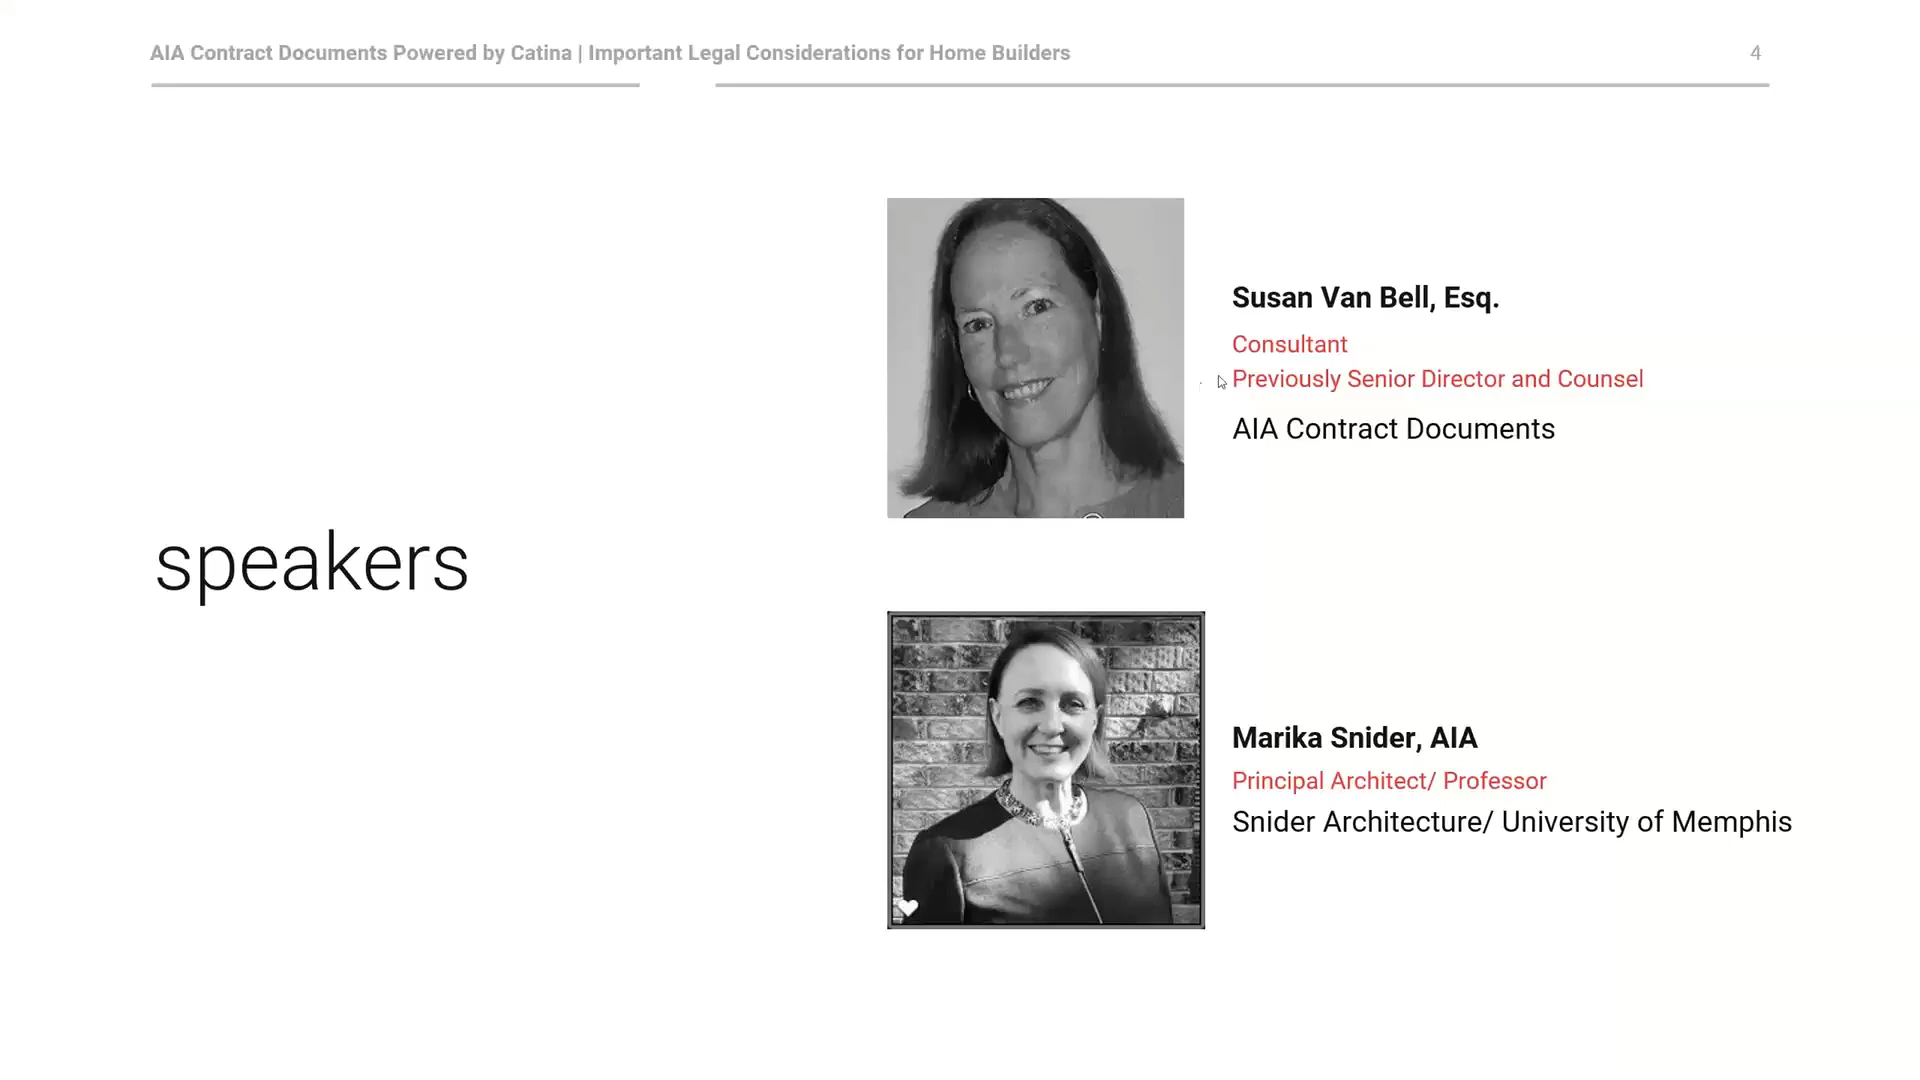 AIA Contract Documents Powered by Catina | Important Legal Considerations for Home Builders
4
speakers
Susan Van Bell, Esq.
Consultant
Previously Senior Director and Counsel
AIA Contract Documents
Marika Snider, AIA
Principal Architect/ Professor
Snider Architecture/ University of Memphis